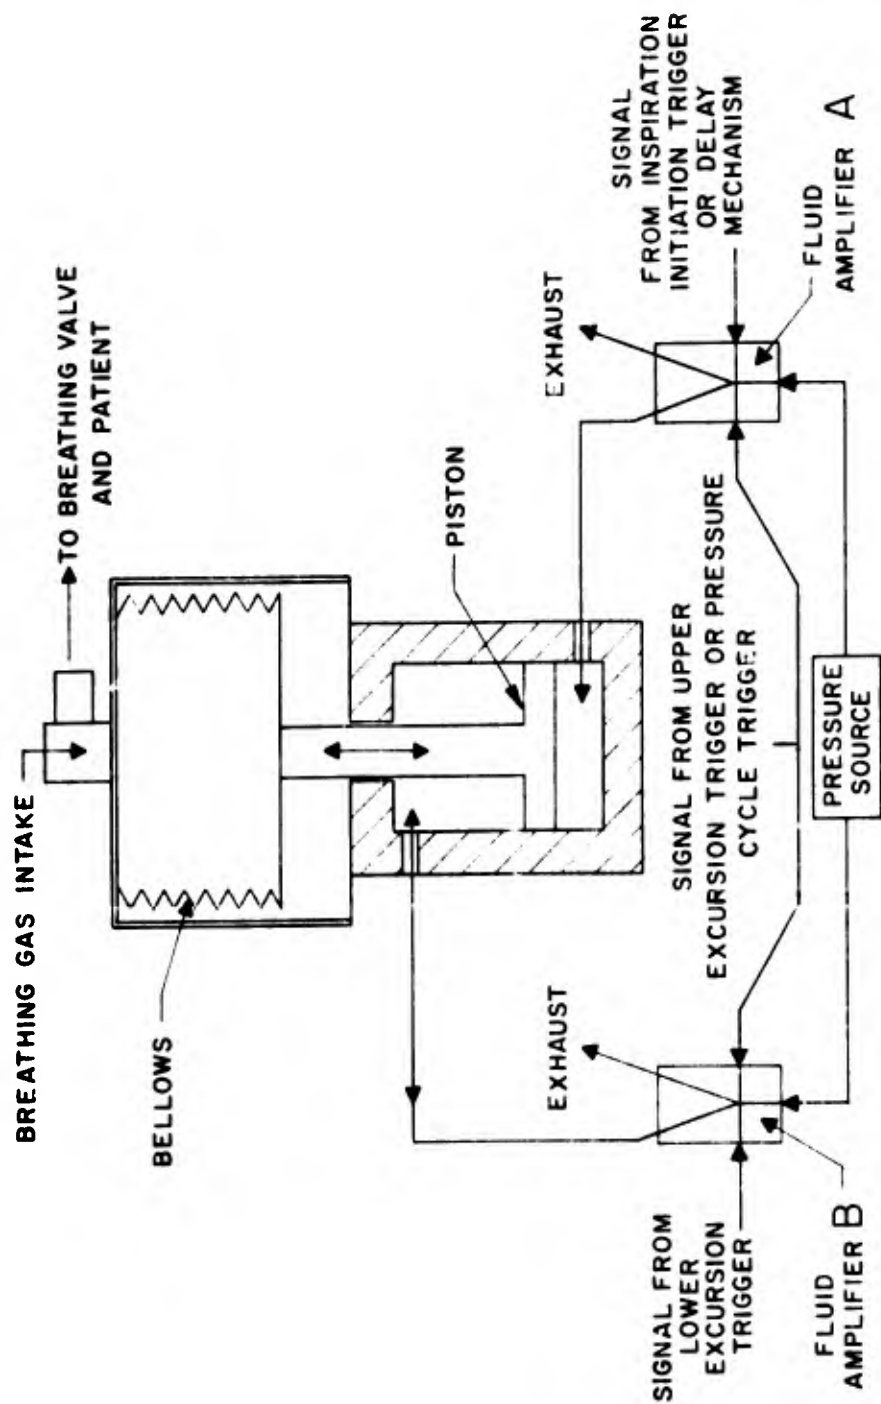 BREATHING GAS INTAKE
TO BREATHING VALVE
AND PATIENT
BELLOWS
PISTON
EXHAUST
EXHAUST
SIGNAL
FROM INSPIRATION
INITIATION TRIGGER
OR DELAY
MECHANISM
SIGNAL FROM UPPER
EXCURSION TRIGGER OR PRESSURE
CYCLE TRIGGER
SIGNAL FROM
LOWER
EXCURSION
TRIGGER
FLUID
AMPLIFIER B
PRESSURE
SOURCE
FLUID
AMPLIFIER A